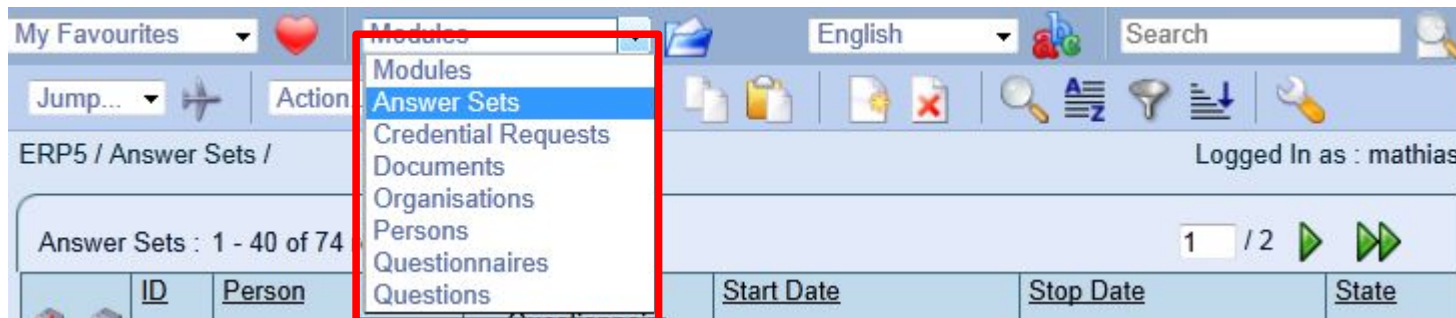 My Favourites Modules English abc Search
Modules
Jump... Action. Answer Sets
Credential Requests
ERP5 / Answer Sets / Logged In as : mathias
Documents
Organisations
Answer Sets : 1 - 40 of 74 Persons 1 / 2
Questionnaires
ID Person Questions Start Date Stop Date State